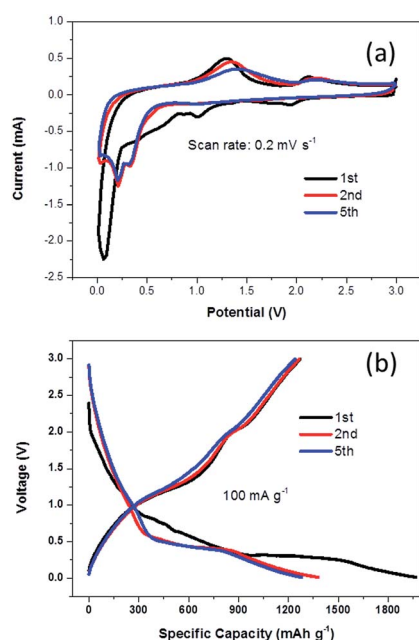 (a)
1.0
0.5
0.0
-0.5
-1.0
-1.5
-2.0
-2.5
Current (mA)
Scan rate: 0.2 mV s⁻¹
1st
2nd
5th
0.0 0.5 1.0 1.5 2.0 2.5 3.0
Potential (V)
(b)
3.0
2.5
2.0
1.5
1.0
0.5
0.0
Voltage (V)
1st
2nd
5th
100 mA g⁻¹
0 300 600 900 1200 1500 1800
Specific Capacity (mAh g⁻¹)